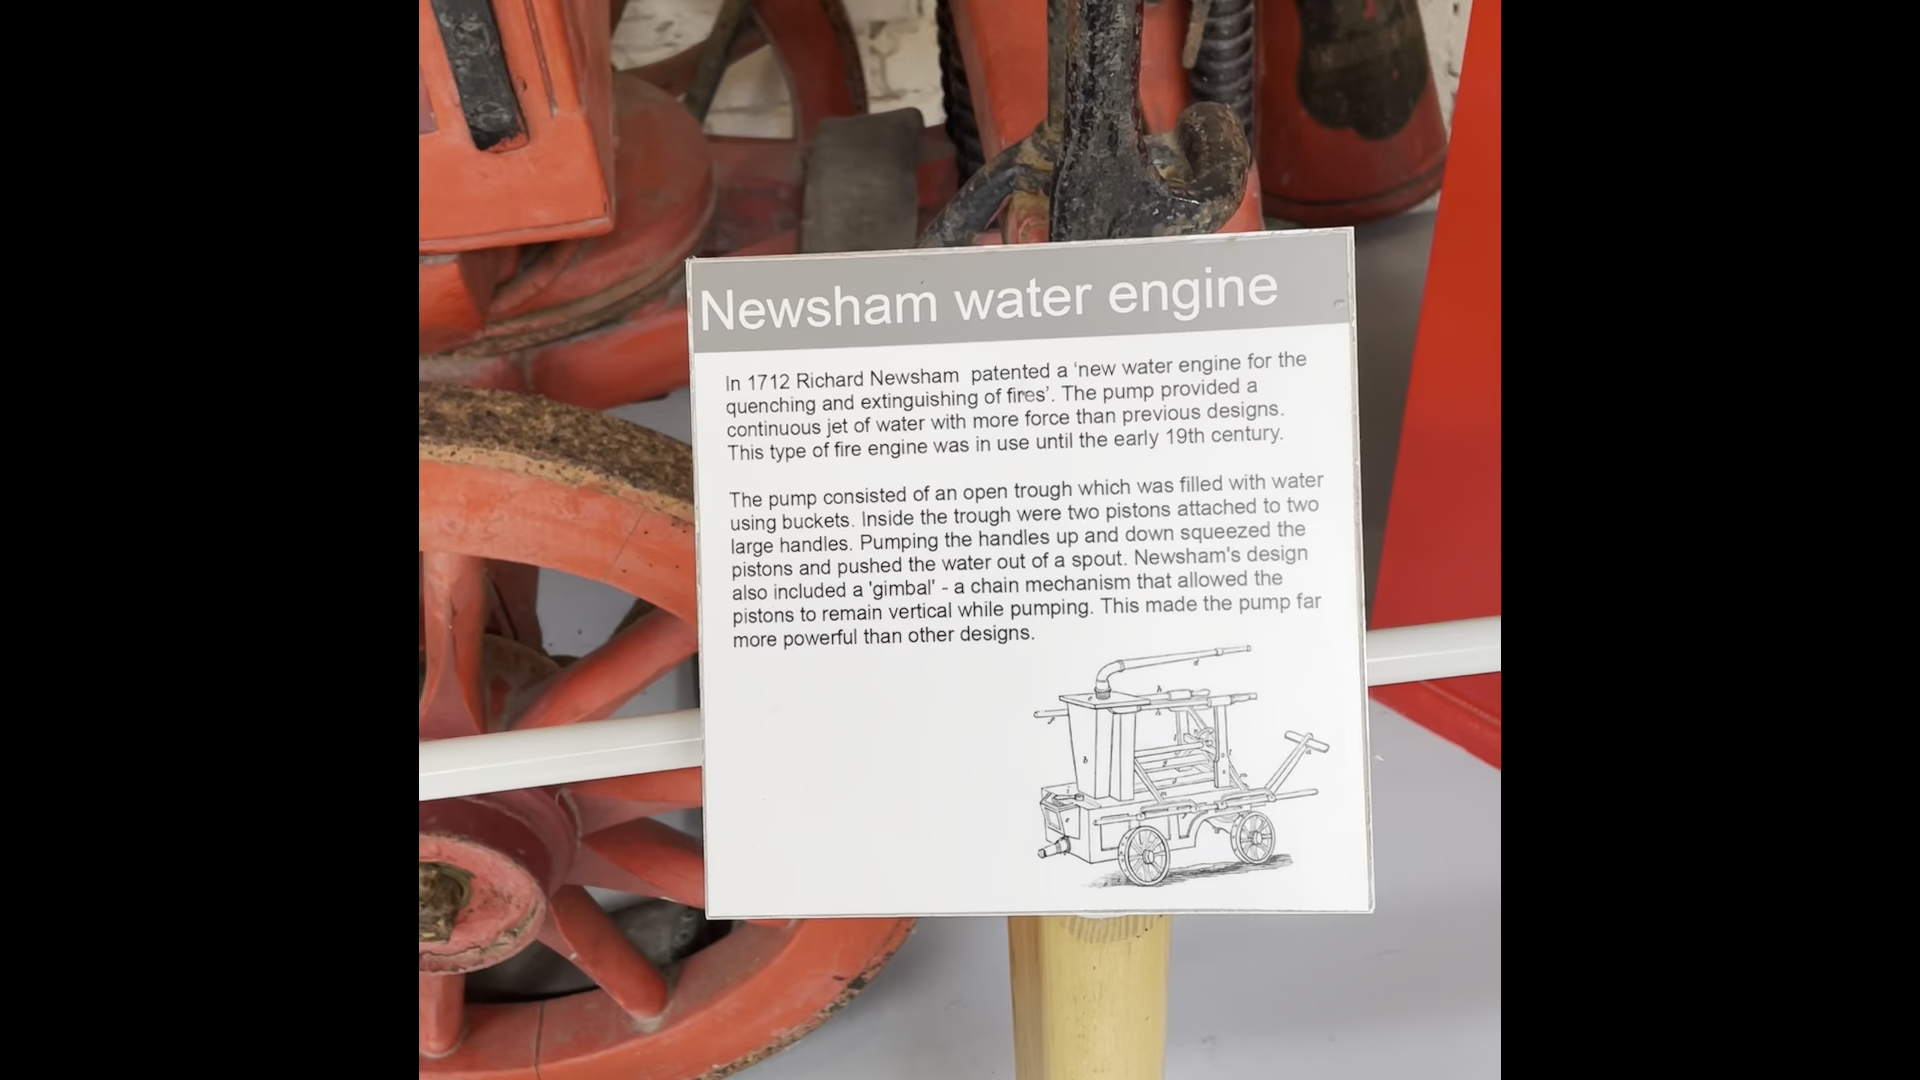 Newsham water engine
In 1712 Richard Newsham patented a ‘new water engine for the
quenching and extinguishing of fires’. The pump provided a
continuous jet of water with more force than previous designs.
This type of fire engine was in use until the early 19th century.
The pump consisted of an open trough which was filled with water
using buckets. Inside the trough were two pistons attached to two
large handles. Pumping the handles up and down squeezed the
pistons and pushed the water out of a spout. Newsham's design
also included a 'gimbal' - a chain mechanism that allowed the
pistons to remain vertical while pumping. This made the pump far
more powerful than other designs.